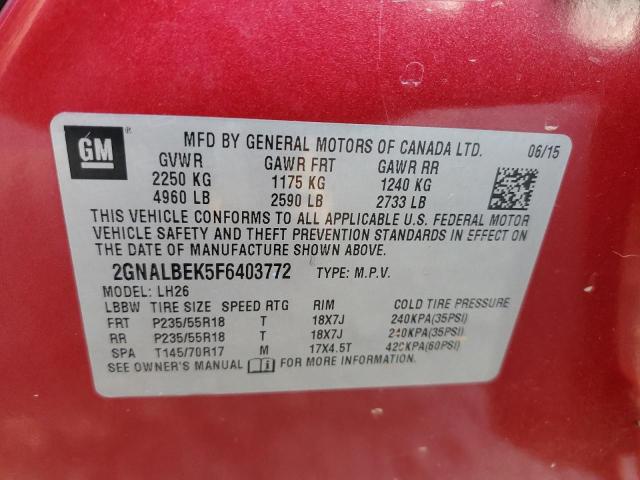 GM ® MFD BY GENERAL MOTORS OF CANADA LTD. 06/15
GVWR GAWR FRT GAWR RR
2250 KG 1175 KG 1240 KG
4960 LB 2590 LB 2733 LB
THIS VEHICLE CONFORMS TO ALL APPLICABLE U.S. FEDERAL MOTOR
VEHICLE SAFETY AND THEFT PREVENTION STANDARDS IN EFFECT ON
THE DATE OF MANUFACTURE SHOWN ABOVE.
2GNALBEK5F6403772 TYPE: M.P.V.
MODEL: LH26
LBBW TIRE SIZE SPEED RTG RIM COLD TIRE PRESSURE
FRT P235/55R18 T 18X7J 240KPA(35PSI)
RR P235/55R18 T 18X7J 240KPA(35PSI)
SPA T145/70R17 M 17X4.5T 420KPA(60PSI)
SEE OWNER'S MANUAL FOR MORE INFORMATION.